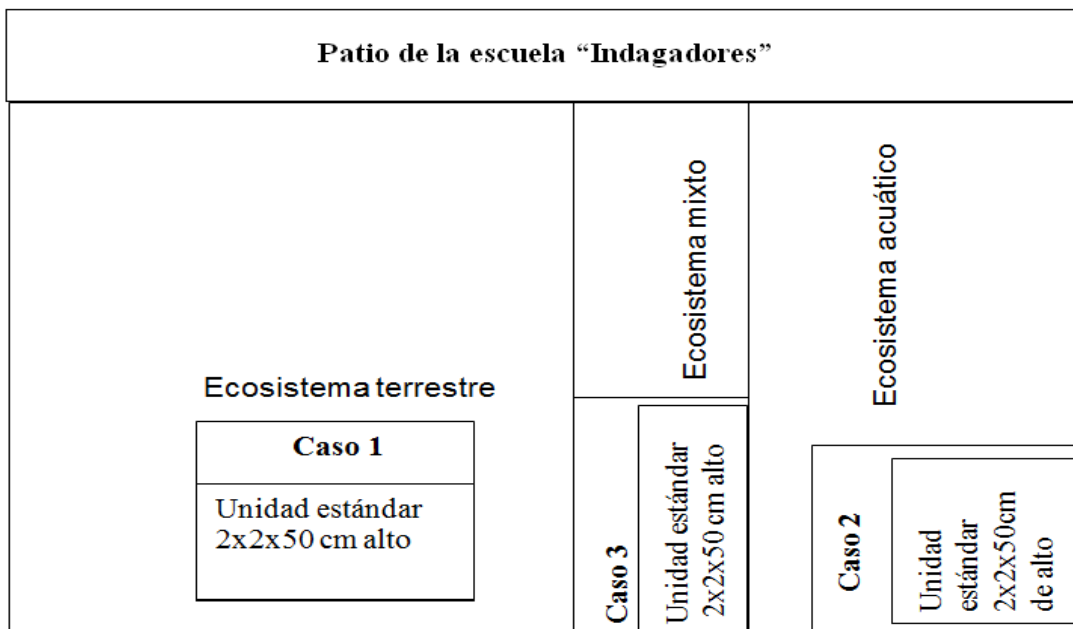 Patio de la escuela “Indagadores”
Ecosistema terrestre
Caso 1
Unidad estándar
2x2x50 cm alto
Ecosistema mixto
Caso 3
Unidad estándar
2x2x50 cm alto
Ecosistema acuático
Caso 2
Unidad
estándar
2x2x50cm
de alto